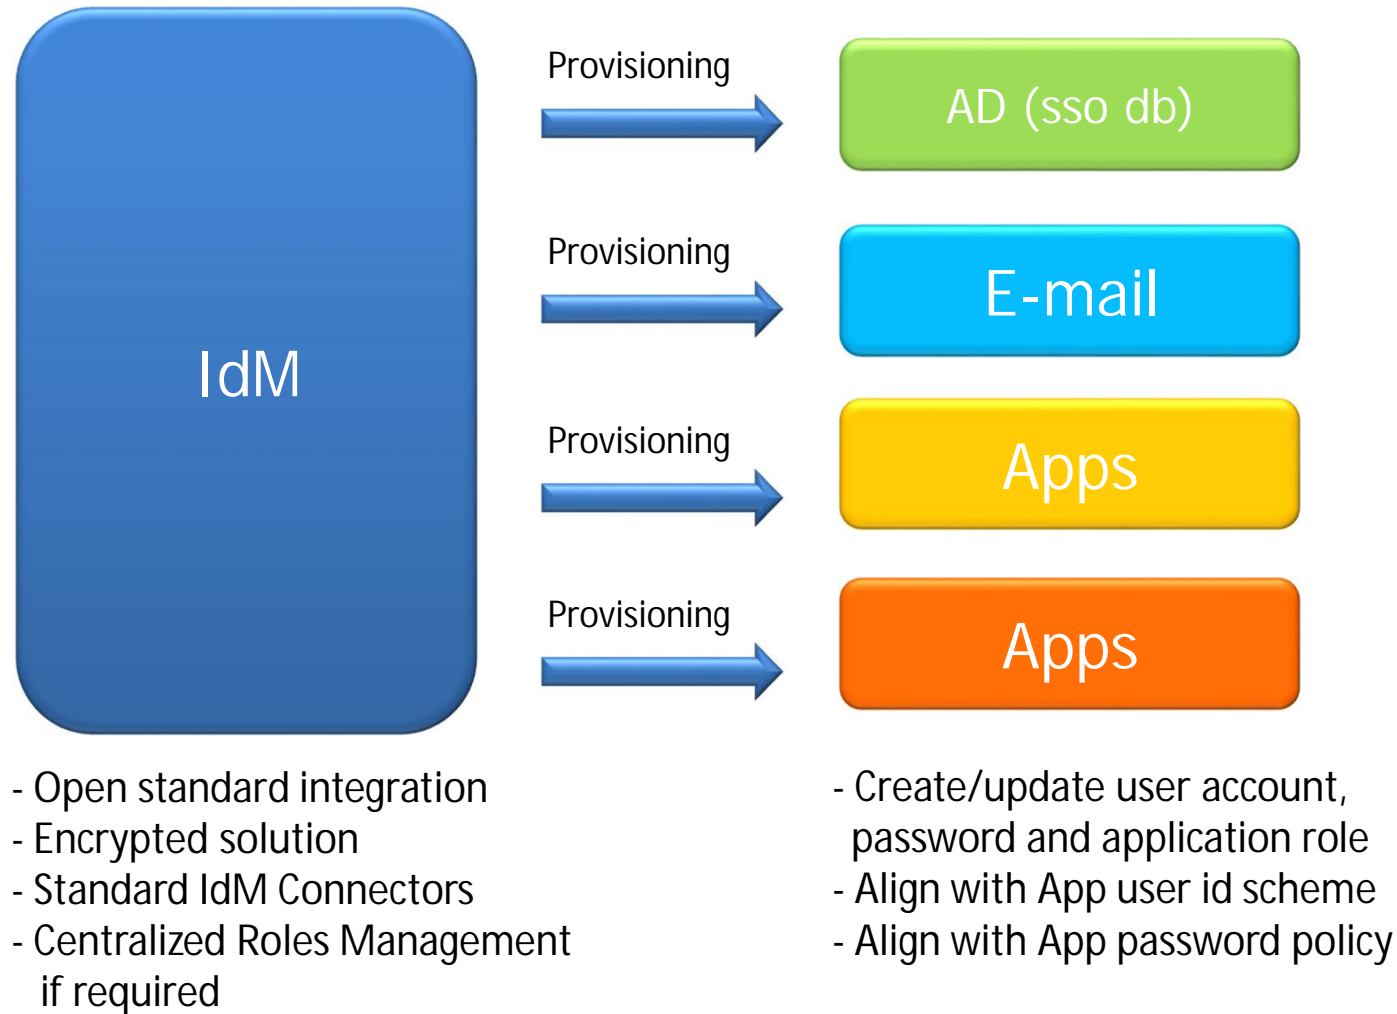 IdM
Provisioning
AD (sso db)
Provisioning
E-mail
Provisioning
Apps
Provisioning
Apps
- Open standard integration
- Encrypted solution
- Standard IdM Connectors
- Centralized Roles Management
if required
- Create/update user account,
password and application role
- Align with App user id scheme
- Align with App password policy